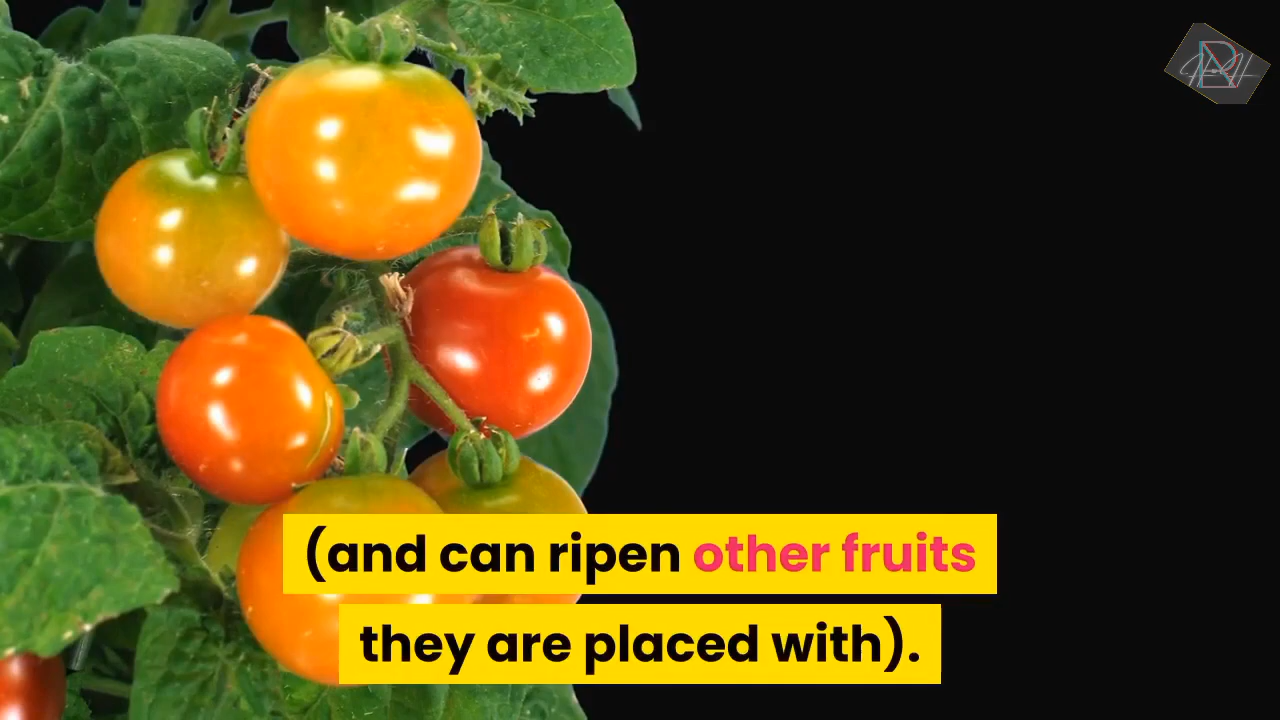 (and can ripen other fruits
they are placed with).